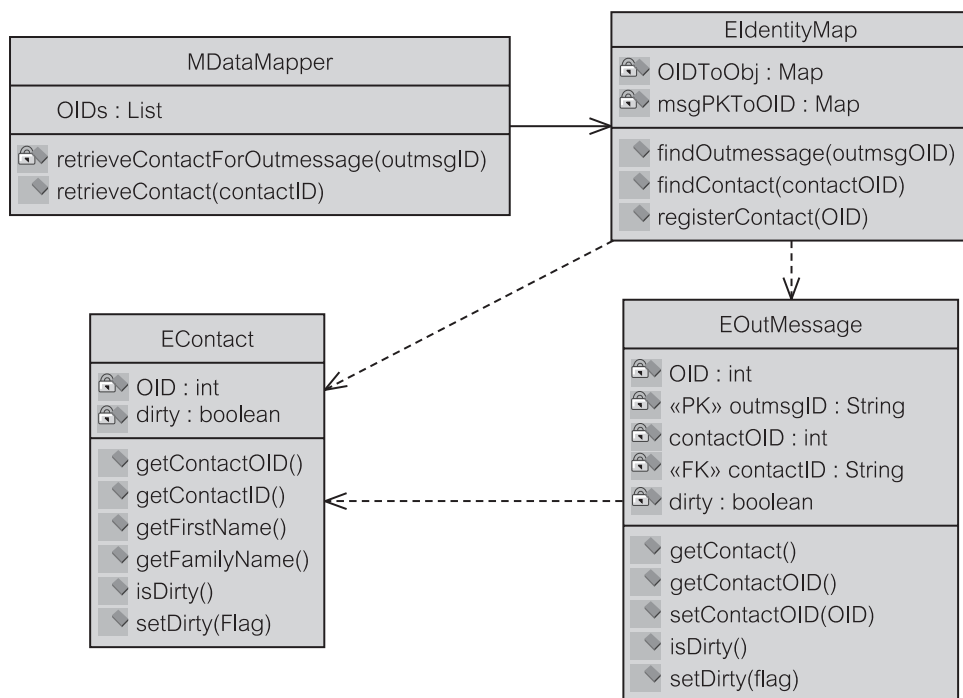 MDataMapper
OIDs : List
retrieveContactForOutmessage(outmsgID)
retrieveContact(contactID)
EIdentityMap
OIDToObj : Map
msgPKToOID : Map
findOutmessage(outmsgOID)
findContact(contactOID)
registerContact(OID)
EContact
OID : int
dirty : boolean
getContactOID()
getContactID()
getFirstName()
getFamilyName()
isDirty()
setDirty(Flag)
EOutMessage
OID : int
«PK» outmsgID : String
contactOID : int
«FK» contactID : String
dirty : boolean
getContact()
getContactOID()
setContactOID(OID)
isDirty()
setDirty(flag)